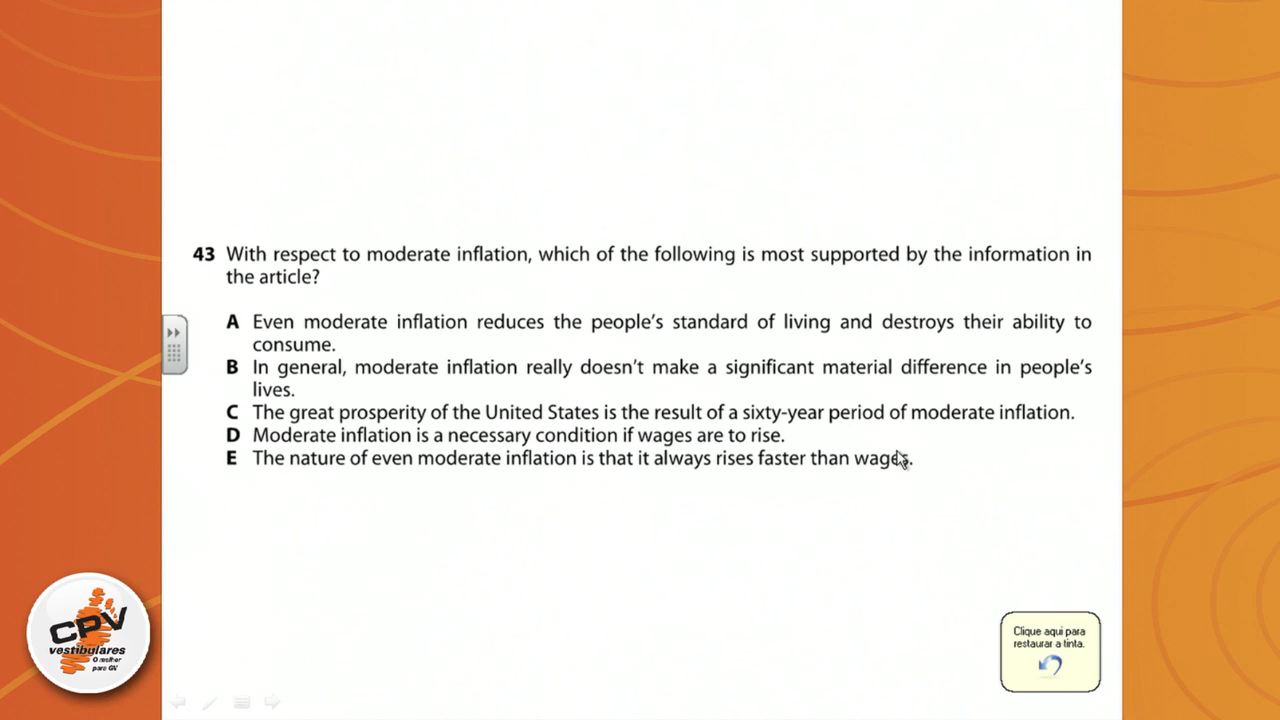 43 With respect to moderate inflation, which of the following is most supported by the information in
the article?
A Even moderate inflation reduces the people's standard of living and destroys their ability to
consume.
B In general, moderate inflation really doesn't make a significant material difference in people's
lives.
C The great prosperity of the United States is the result of a sixty-year period of moderate inflation.
D Moderate inflation is a necessary condition if wages are to rise.
E The nature of even moderate inflation is that it always rises faster than wages.
CPV
vestibulares
O melhor
para GV
Clique aqui para
restaurar a tinta.